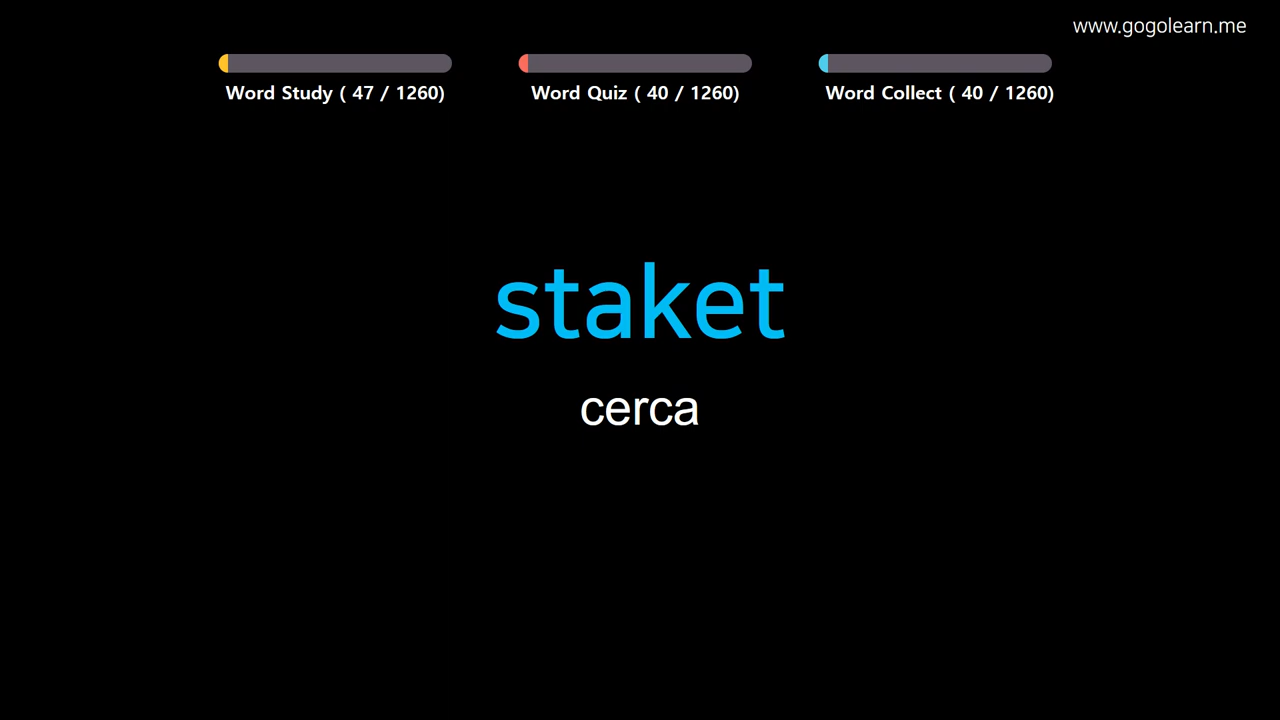 www.gogolearn.me
Word Study ( 47 / 1260)
Word Quiz ( 40 / 1260)
Word Collect ( 40 / 1260)
staket
cerca